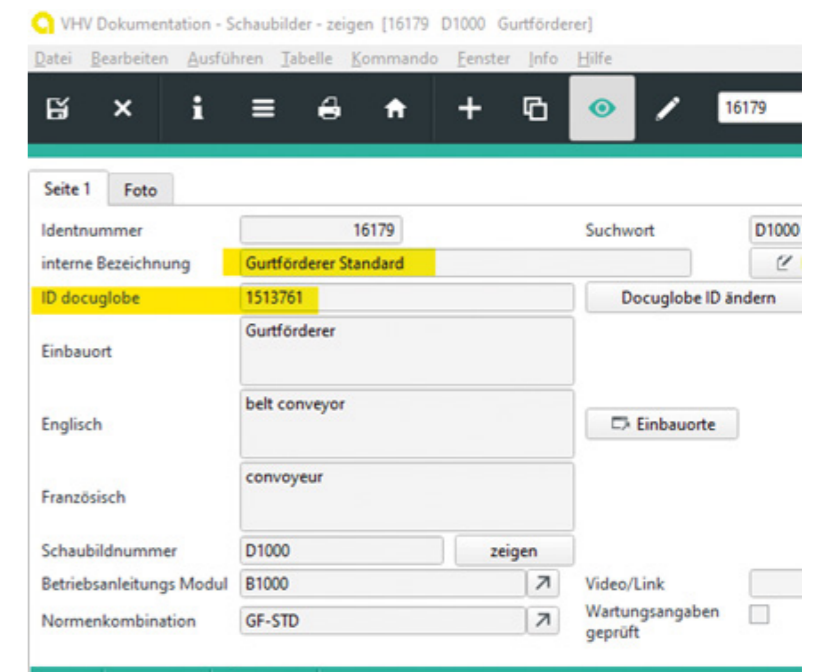 VHV Dokumentation - Schaubilder - zeigen [16179 D1000 Gurtförderer]
Datei Bearbeiten Ausführen Tabelle Kommando Fenster Info Hilfe
16179
Seite 1 Foto
Identnummer 16179 Suchwort D1000
interne Bezeichnung Gurtförderer Standard
ID docuglobe 1513761 Docuglobe ID ändern
Einbauort Gurtförderer
Englisch belt conveyor Einbauorte
Französisch convoyeur
Schaubildnummer D1000 zeigen
Betriebsanleitungs Modul B1000 Video/Link
Normenkombination GF-STD Wartungsangaben
geprüft